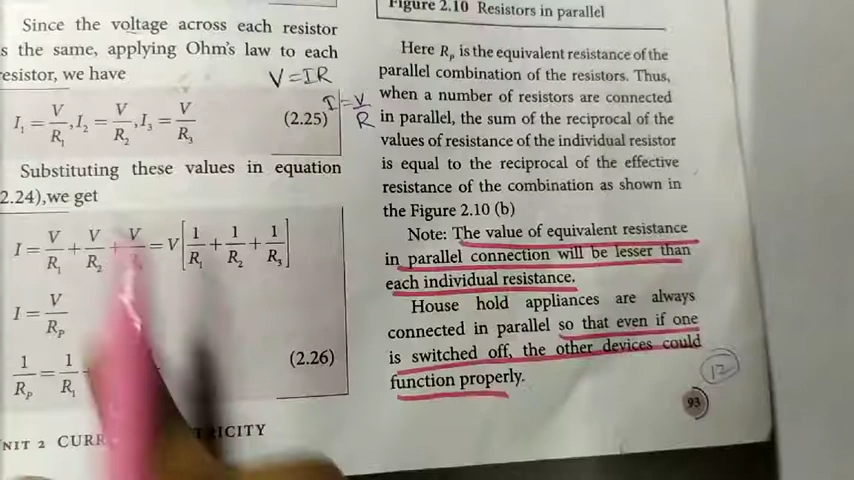 Since the voltage across each resistor
s the same, applying Ohm's law to each
esistor, we have
V = IR
I₁ = V/R₁, I₂ = V/R₂, I₃ = V/R₃ (2.25)
I = V/R
Substituting these values in equation
2.24), we get
I = V/R₁ + V/R₂ + V = V[1/R₁ + 1/R₂ + 1/R₃]
I = V/Rₚ
1/Rₚ = 1/R₁ (2.26)
NIT 2 CURR TRICITY
Figure 2.10 Resistors in parallel
Here Rₚ is the equivalent resistance of the
parallel combination of the resistors. Thus,
when a number of resistors are connected
in parallel, the sum of the reciprocal of the
values of resistance of the individual resistor
is equal to the reciprocal of the effective
resistance of the combination as shown in
the Figure 2.10 (b)
Note: The value of equivalent resistance
in parallel connection will be lesser than
each individual resistance.
House hold appliances are always
connected in parallel so that even if one
is switched off, the other devices could
function properly.
12
93